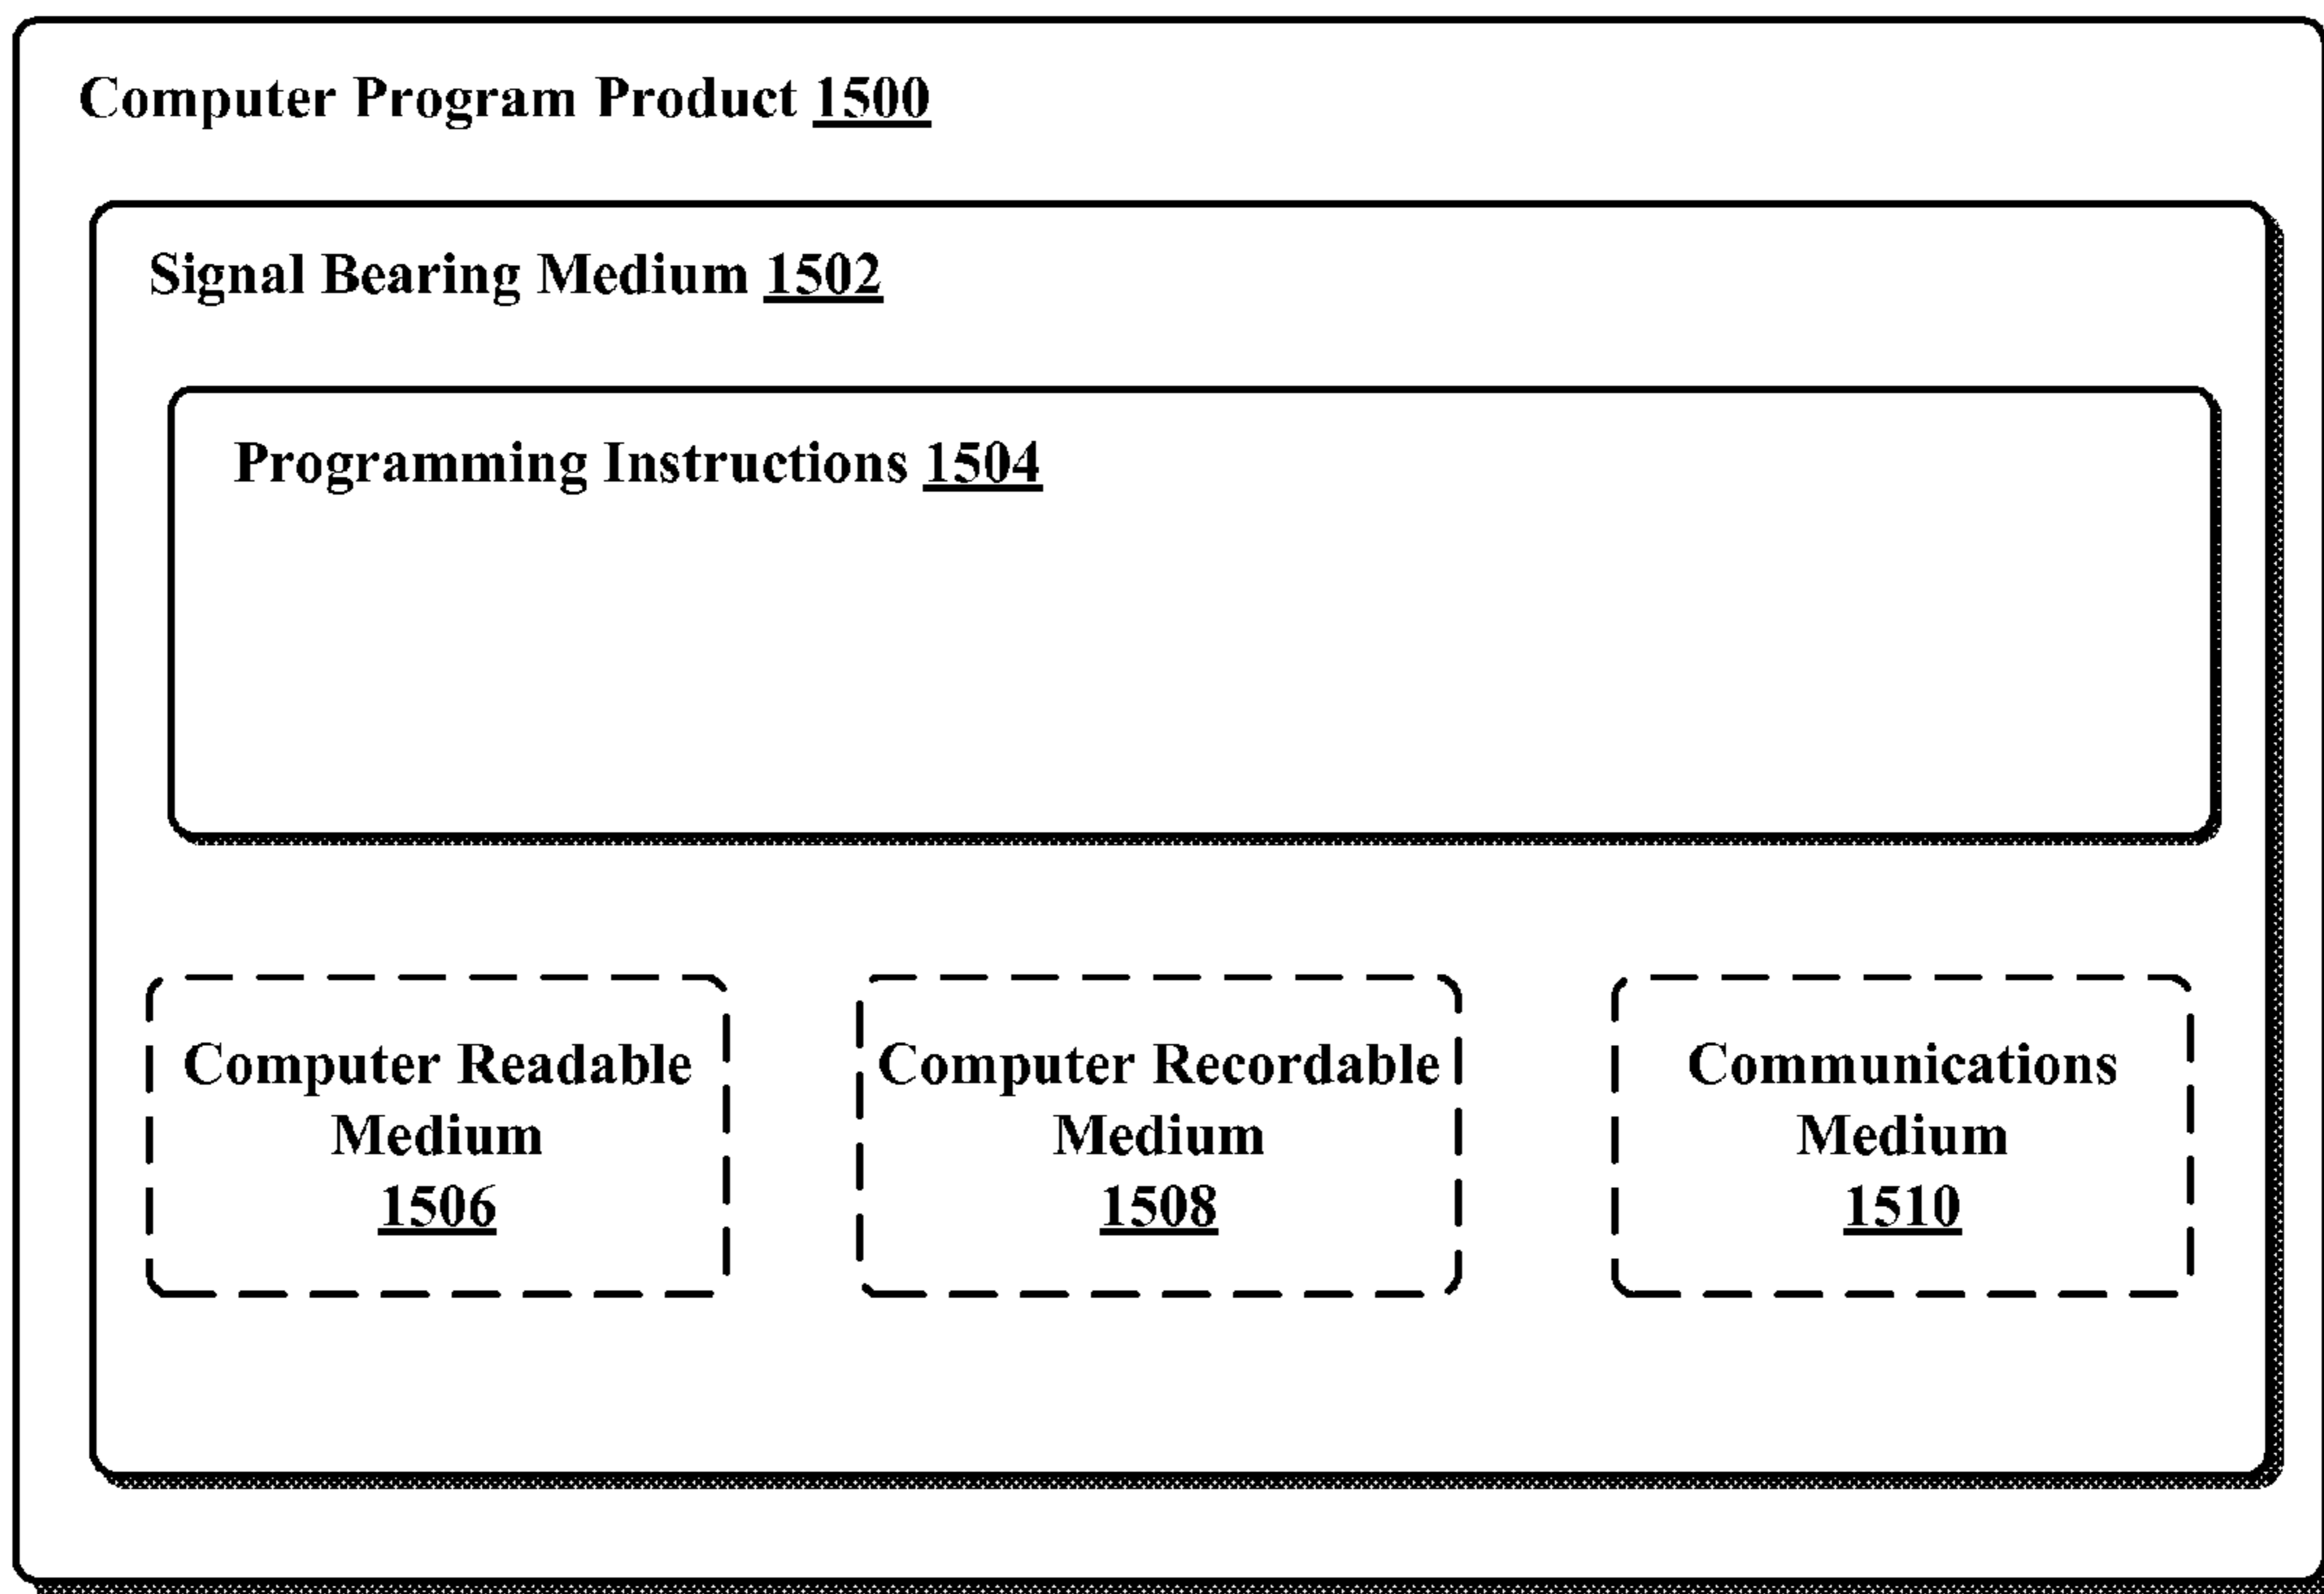 Computer Program Product 1500
Signal Bearing Medium 1502
Programming Instructions 1504
Computer Readable
Medium
1506
Computer Recordable
Medium
1508
Communications
Medium
1510